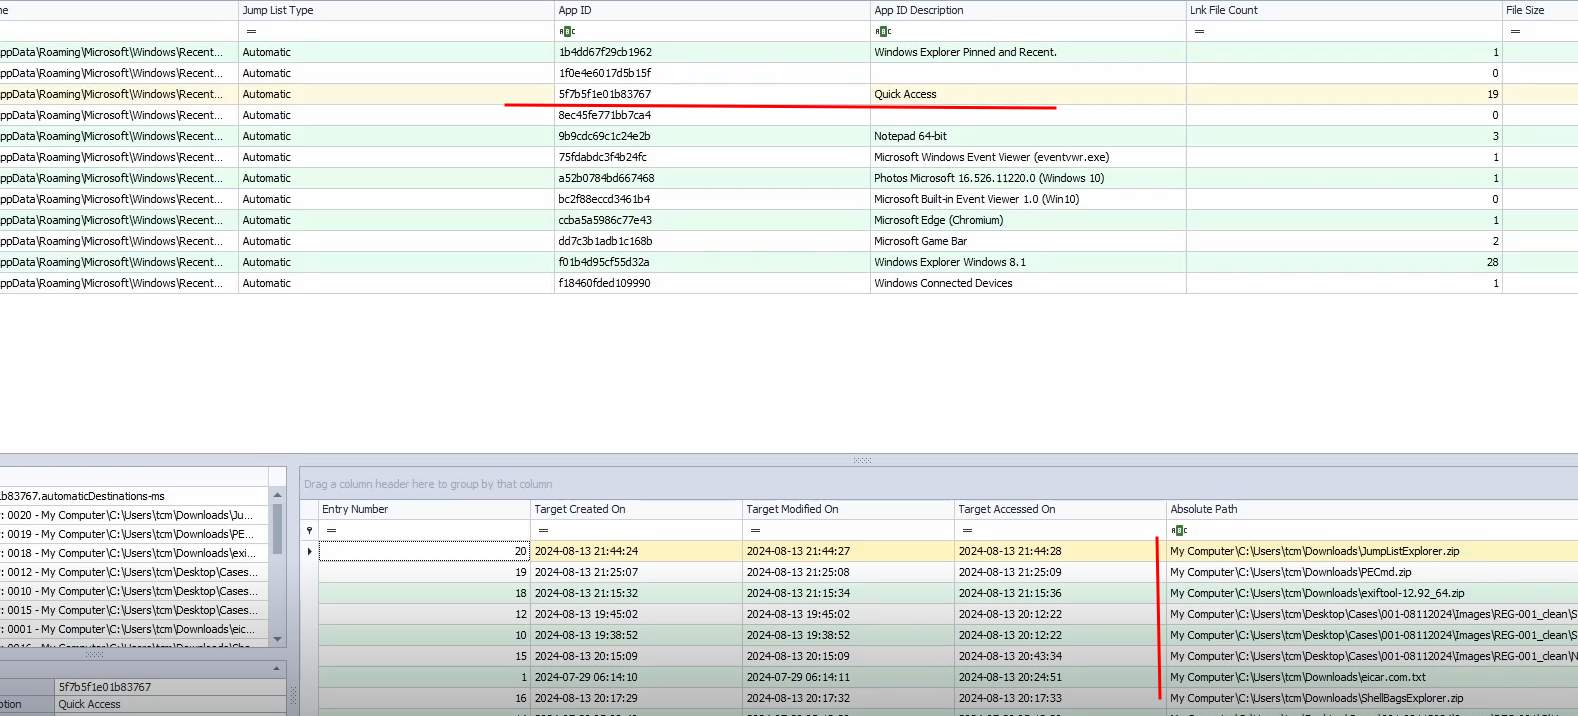 ne Jump List Type App ID App ID Description Lnk File Count File Size
= ABC ABC = =
ppData\Roaming\Microsoft\Windows\Recent... Automatic 1b4dd67f29cb1962 Windows Explorer Pinned and Recent. 1
ppData\Roaming\Microsoft\Windows\Recent... Automatic 1f0e4e6017d5b15f 0
ppData\Roaming\Microsoft\Windows\Recent... Automatic 5f7b5f1e01b83767 Quick Access 19
ppData\Roaming\Microsoft\Windows\Recent... Automatic 8ec45fe771bb7ca4 0
ppData\Roaming\Microsoft\Windows\Recent... Automatic 9b9cdc69c1c24e2b Notepad 64-bit 3
ppData\Roaming\Microsoft\Windows\Recent... Automatic 75fdabdc3f4b24fc Microsoft Windows Event Viewer (eventvwr.exe) 1
ppData\Roaming\Microsoft\Windows\Recent... Automatic a52b0784bd667468 Photos Microsoft 16.526.11220.0 (Windows 10) 1
ppData\Roaming\Microsoft\Windows\Recent... Automatic bc2f88eccd3461b4 Microsoft Built-in Event Viewer 1.0 (Win10) 0
ppData\Roaming\Microsoft\Windows\Recent... Automatic ccba5a5986c77e43 Microsoft Edge (Chromium) 1
ppData\Roaming\Microsoft\Windows\Recent... Automatic dd7c3b1adb1c168b Microsoft Game Bar 2
ppData\Roaming\Microsoft\Windows\Recent... Automatic f01b4d95cf55d32a Windows Explorer Windows 8.1 28
ppData\Roaming\Microsoft\Windows\Recent... Automatic f18460fded109990 Windows Connected Devices 1
b83767.automaticDestinations-ms
: 0020 - My Computer\C:\Users\tcm\Downloads\Ju...
: 0019 - My Computer\C:\Users\tcm\Downloads\PE...
: 0018 - My Computer\C:\Users\tcm\Downloads\exi...
: 0012 - My Computer\C:\Users\tcm\Desktop\Cases...
: 0010 - My Computer\C:\Users\tcm\Desktop\Cases...
: 0015 - My Computer\C:\Users\tcm\Desktop\Cases...
: 0001 - My Computer\C:\Users\tcm\Downloads\eic...
5f7b5f1e01b83767
ption Quick Access
Drag a column header here to group by that column
Entry Number Target Created On Target Modified On Target Accessed On Absolute Path
= = = = ABC
20 2024-08-13 21:44:24 2024-08-13 21:44:27 2024-08-13 21:44:28 My Computer\C:\Users\tcm\Downloads\JumpListExplorer.zip
19 2024-08-13 21:25:07 2024-08-13 21:25:08 2024-08-13 21:25:09 My Computer\C:\Users\tcm\Downloads\PECmd.zip
18 2024-08-13 21:15:32 2024-08-13 21:15:34 2024-08-13 21:15:36 My Computer\C:\Users\tcm\Downloads\exiftool-12.92_64.zip
12 2024-08-13 19:45:02 2024-08-13 19:45:02 2024-08-13 20:12:22 My Computer\C:\Users\tcm\Desktop\Cases\001-08112024\Images\REG-001_clean\S
10 2024-08-13 19:38:52 2024-08-13 19:38:52 2024-08-13 20:12:22 My Computer\C:\Users\tcm\Desktop\Cases\001-08112024\Images\REG-001_clean\S
15 2024-08-13 20:15:09 2024-08-13 20:15:09 2024-08-13 20:43:34 My Computer\C:\Users\tcm\Desktop\Cases\001-08112024\Images\REG-001_clean\N
1 2024-07-29 06:14:10 2024-07-29 06:14:11 2024-08-13 20:24:51 My Computer\C:\Users\tcm\Downloads\eicar.com.txt
16 2024-08-13 20:17:29 2024-08-13 20:17:32 2024-08-13 20:17:33 My Computer\C:\Users\tcm\Downloads\ShellBagsExplorer.zip